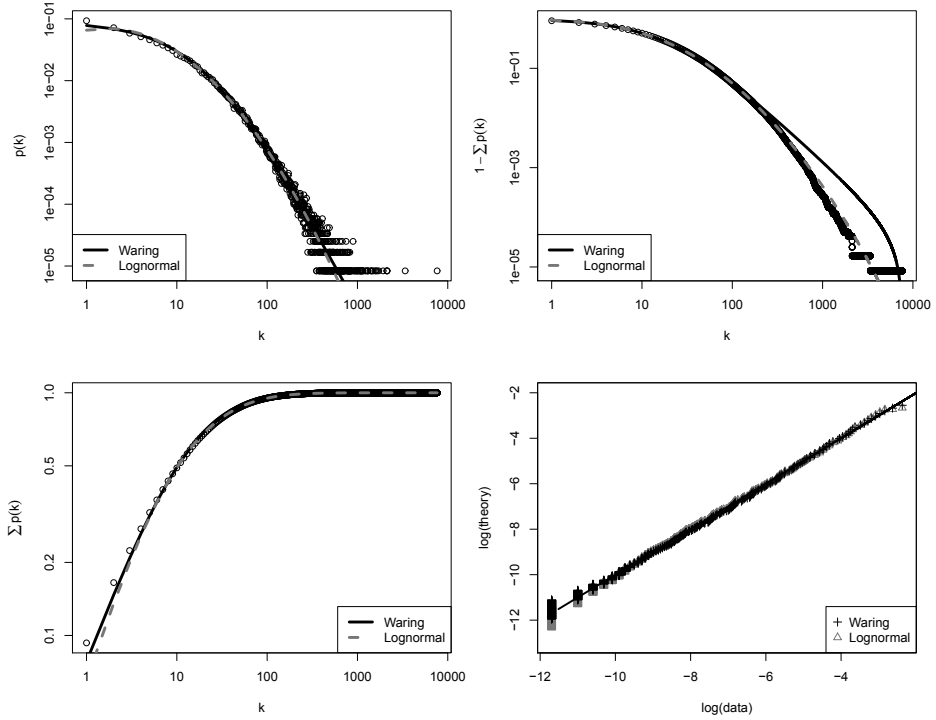 1e−01
1e−02
1e−03
1e−04
1e−05
p(k)
Waring
Lognormal
1 10 100 1000 10000
k
1e−01
1e−03
1e−05
1 − ∑ p(k)
Waring
Lognormal
1 10 100 1000 10000
k
1.0
0.5
0.2
0.1
∑ p(k)
Waring
Lognormal
1 10 100 1000 10000
k
−2
−4
−6
−8
−10
−12
log(theory)
Waring
Lognormal
−12 −10 −8 −6 −4
log(data)